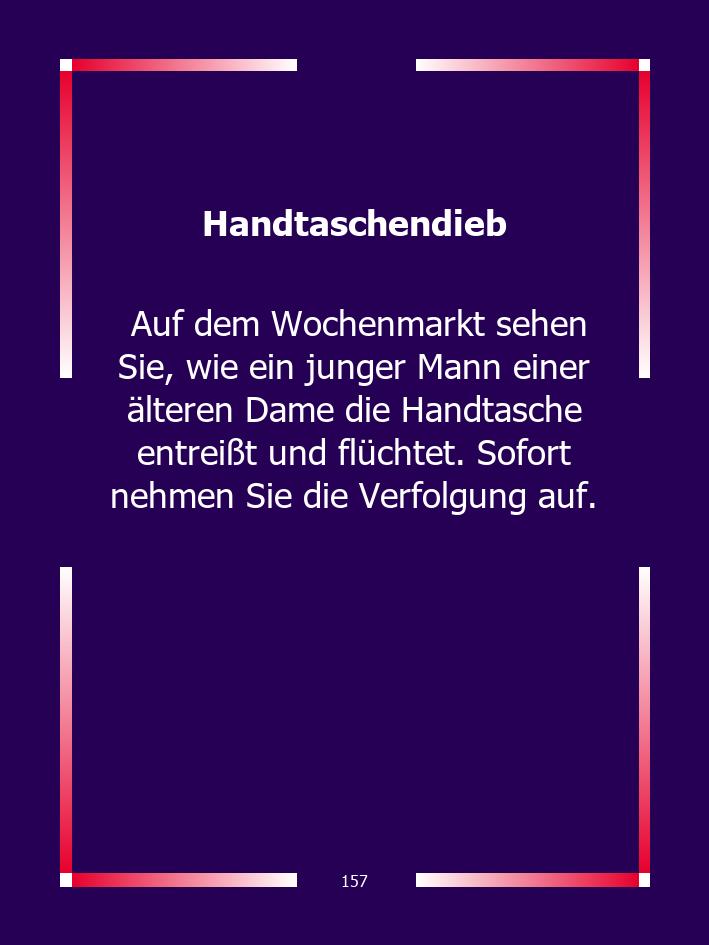 Handtaschendieb
Auf dem Wochenmarkt sehen
Sie, wie ein junger Mann einer
älteren Dame die Handtasche
entreißt und flüchtet. Sofort
nehmen Sie die Verfolgung auf.
157